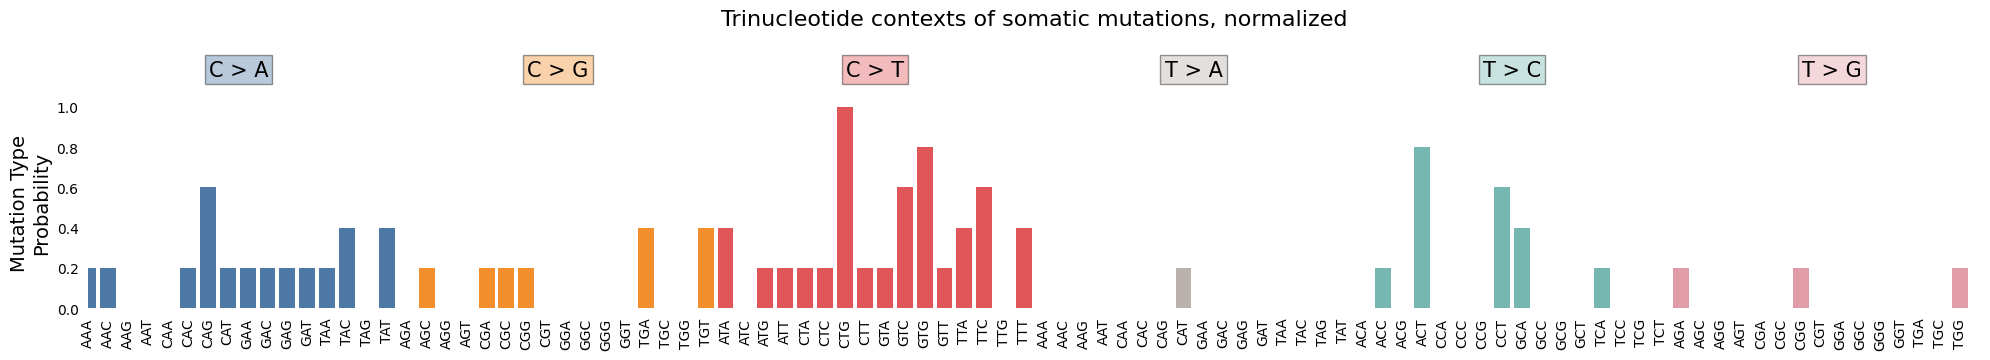 Trinucleotide contexts of somatic mutations, normalized
C > A
C > G
C > T
T > A
T > C
T > G
Mutation Type
Probability
1.0
0.8
0.6
0.4
0.2
0.0
AAA
AAC
AAG
AAT
CAA
CAC
CAG
CAT
GAA
GAC
GAG
GAT
TAA
TAC
TAG
TAT
AGA
AGC
AGG
AGT
CGA
CGC
CGG
CGT
GGA
GGC
GGG
GGT
TGA
TGC
TGG
TGT
ATA
ATC
ATG
ATT
CTA
CTC
CTG
CTT
GTA
GTC
GTG
GTT
TTA
TTC
TTG
TTT
AAA
AAC
AAG
AAT
CAA
CAC
CAG
CAT
GAA
GAC
GAG
GAT
TAA
TAC
TAG
TAT
ACA
ACC
ACG
ACT
CCA
CCC
CCG
CCT
GCA
GCC
GCG
GCT
TCA
TCC
TCG
TCT
AGA
AGC
AGG
AGT
CGA
CGC
CGG
CGT
GGA
GGC
GGG
GGT
TGA
TGC
TGG